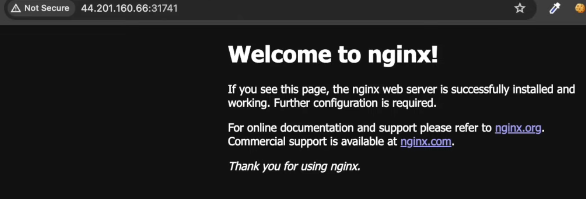 Not Secure 44.201.160.66:31741
Welcome to nginx!
If you see this page, the nginx web server is successfully installed and
working. Further configuration is required.
For online documentation and support please refer to nginx.org.
Commercial support is available at nginx.com.
Thank you for using nginx.